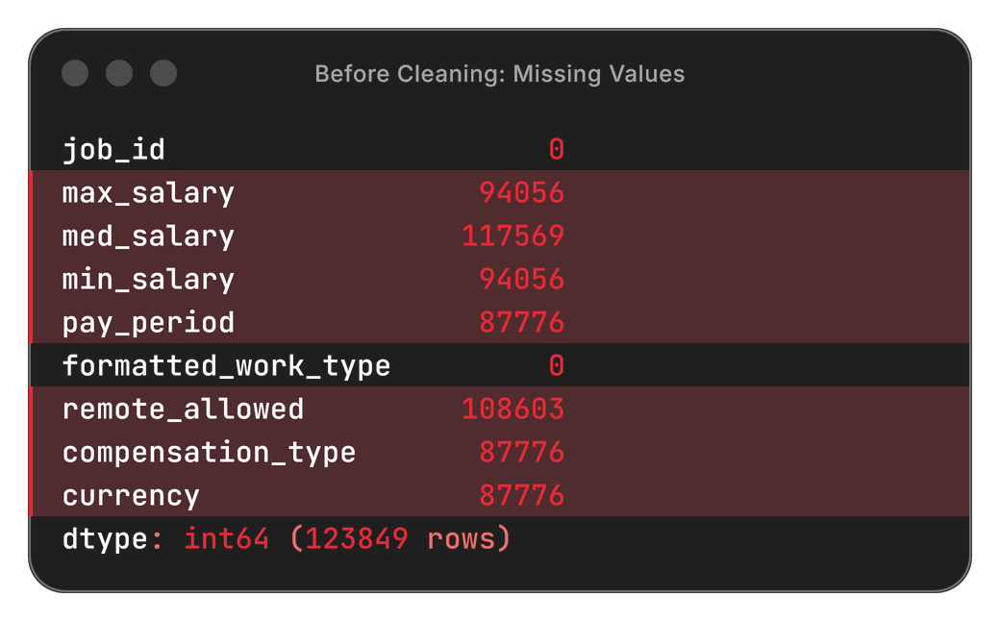 Before Cleaning: Missing Values
job_id 0
max_salary 94056
med_salary 117569
min_salary 94056
pay_period 87776
formatted_work_type 0
remote_allowed 108603
compensation_type 87776
currency 87776
dtype: int64 (123849 rows)